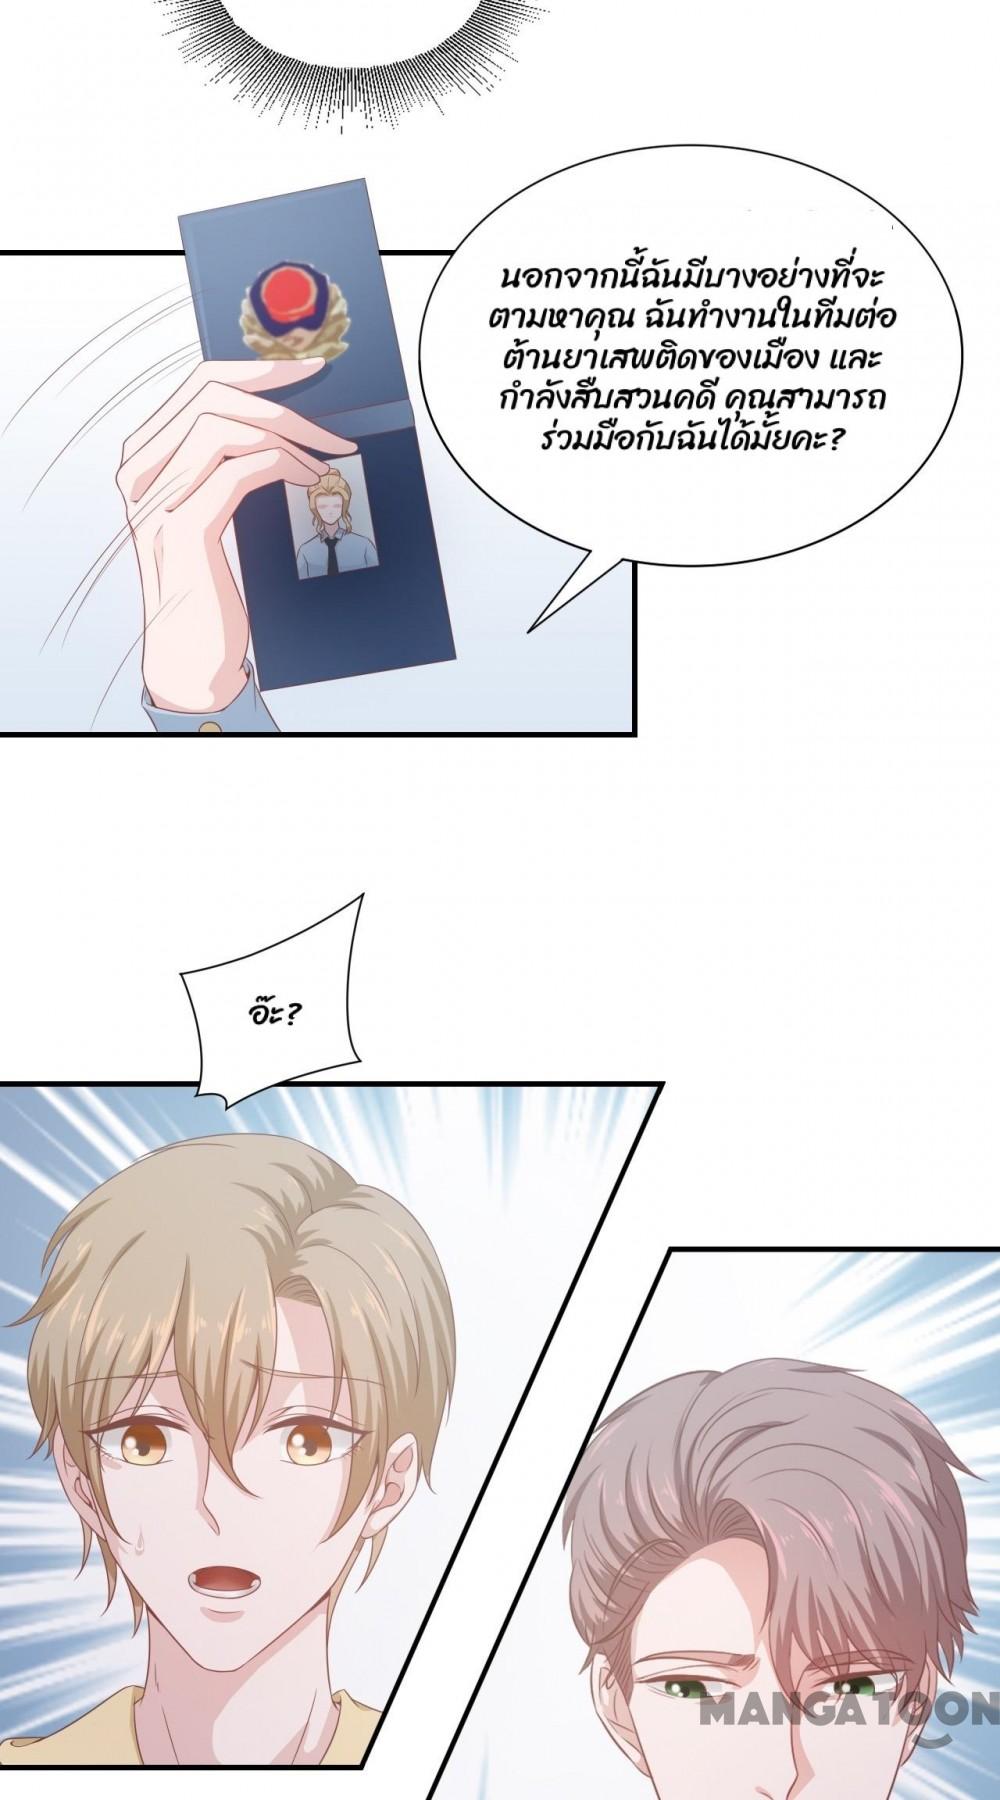 นอกจากนี้ฉันมีบางอย่างที่จะ
ตามหาคุณ ฉันทำงานในทีมต่อ
ต้านยาเสพติดของเมือง และ
กำลังสืบสวนคดี คุณสามารถ
ร่วมมือกับฉันได้มั้ยคะ?
อ๊ะ?
MANGATOON